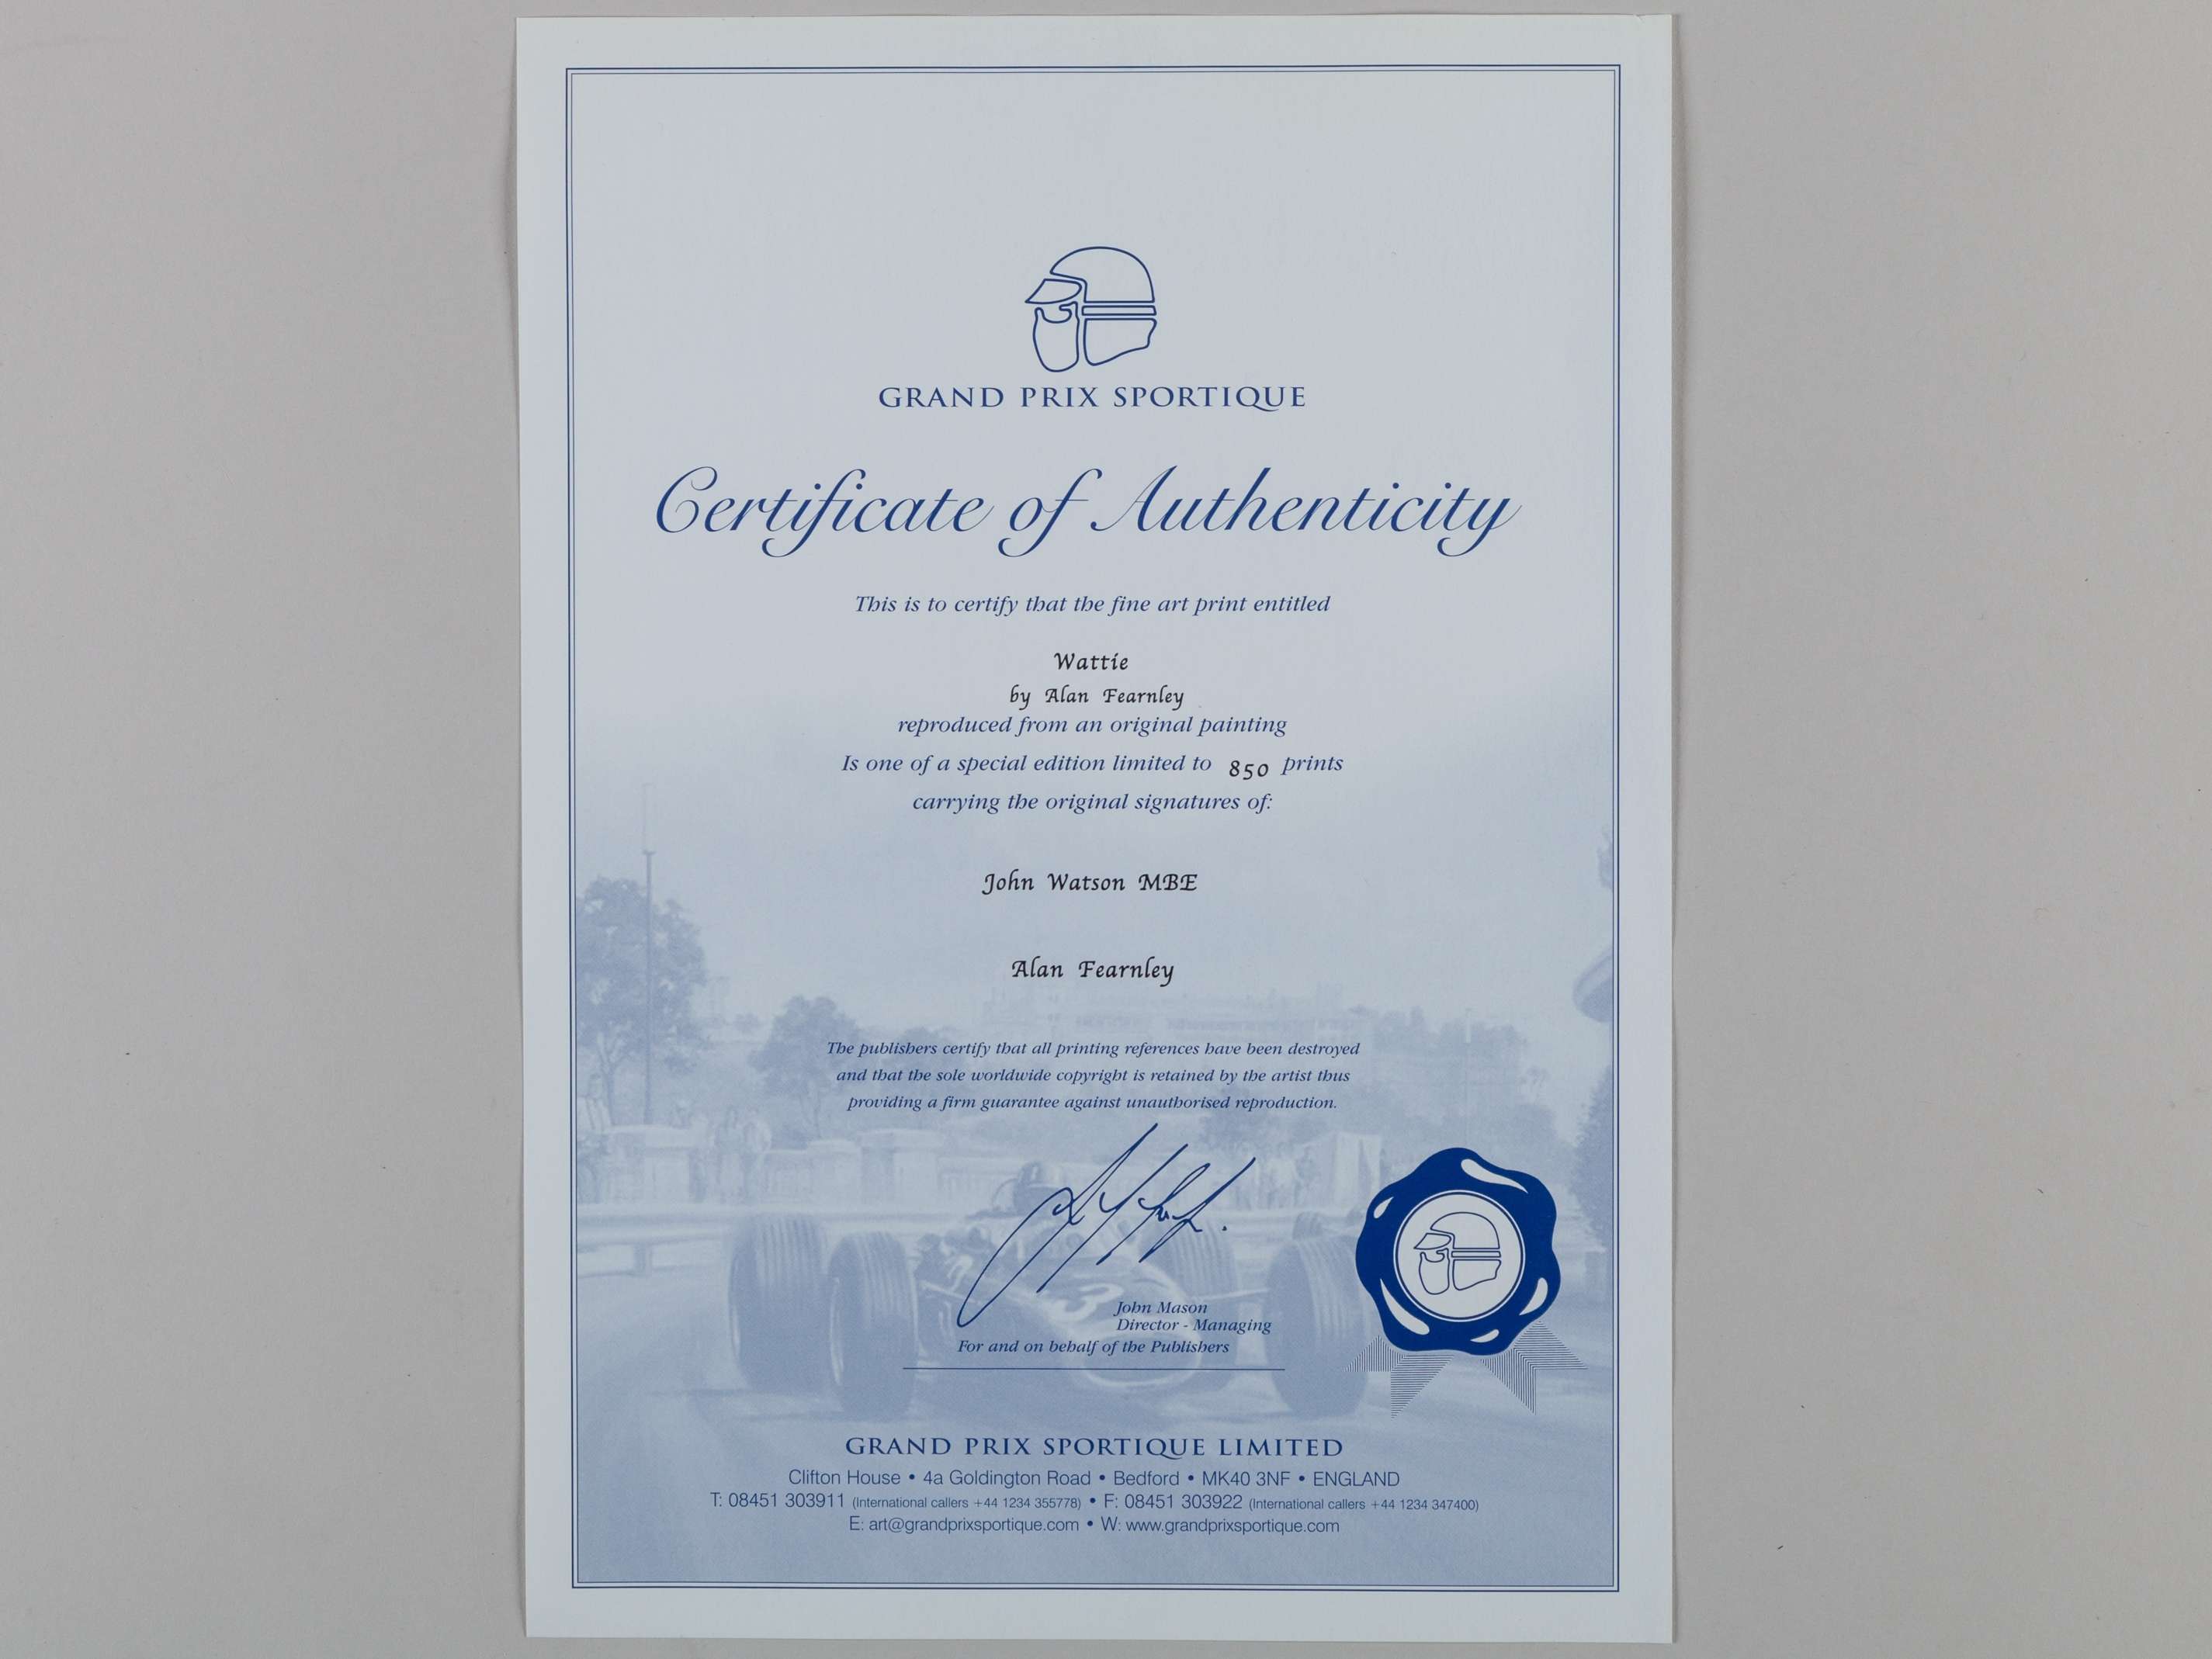 GRAND PRIX SPORTIQUE
Certificate of Authenticity
This is to certify that the fine art print entitled
Wattie
by Alan Fearnley
reproduced from an original painting
Is one of a special edition limited to 850 prints
carrying the original signatures of:
John Watson MBE
Alan Fearnley
The publishers certify that all printing references have been destroyed
and that the sole worldwide copyright is retained by the artist thus
providing a firm guarantee against unauthorised reproduction.
3
John Mason
Director - Managing
For and on behalf of the Publishers
GRAND PRIX SPORTIQUE LIMITED
Clifton House • 4a Goldington Road • Bedford • MK40 3NF • ENGLAND
T: 08451 303911 (International callers +44 1234 355778) • F: 08451 303922 (International callers +44 1234 347400)
E: art@grandprixsportique.com • W: www.grandprixsportique.com